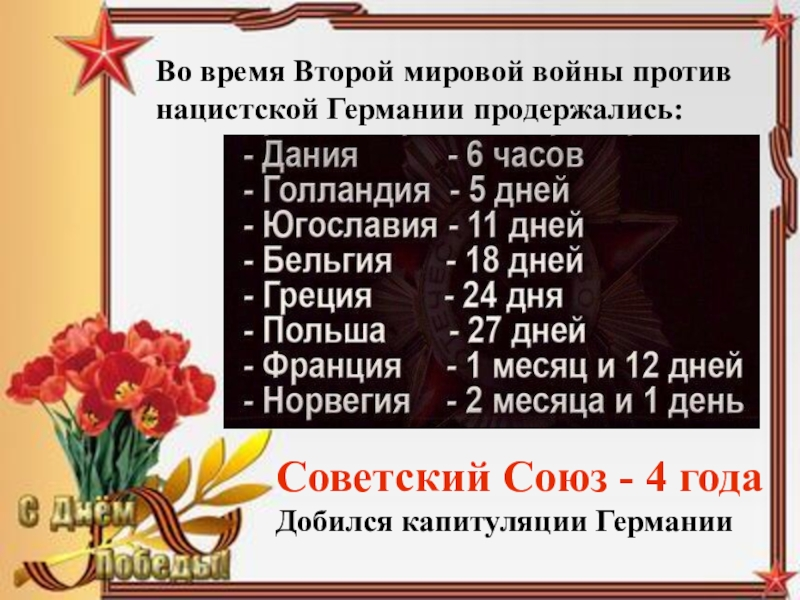 Во время Второй мировой войны против
нацистской Германии продержались:
- Дания - 6 часов
- Голландия - 5 дней
- Югославия - 11 дней
- Бельгия - 18 дней
- Греция - 24 дня
- Польша - 27 дней
- Франция - 1 месяц и 12 дней
- Норвегия - 2 месяца и 1 день
Советский Союз - 4 года
Добился капитуляции Германии
С Днём
Победы!